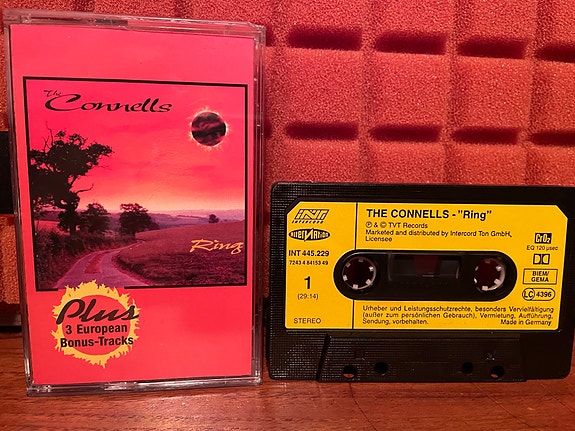 The
Connells
Ring
Plus
3 European
Bonus-Tracks
INT
INTERCORD
THE CONNELLS - "Ring"
℗ & © TVT Records
Marketed and distributed by Intercord Ton GmbH,
Licensee
INT 445.229
7243 4 84153 49
CrO₂
EQ 120 µsec
BIEM/
GEMA
LC 4396
1
(29:14)
STEREO
Urheber und Leistungsschutzrechte, besonders Vervielfältigung
(außer zum persönlichen Gebrauch), Vermietung, Aufführung,
Sendung, vorbehalten.
Made in Germany